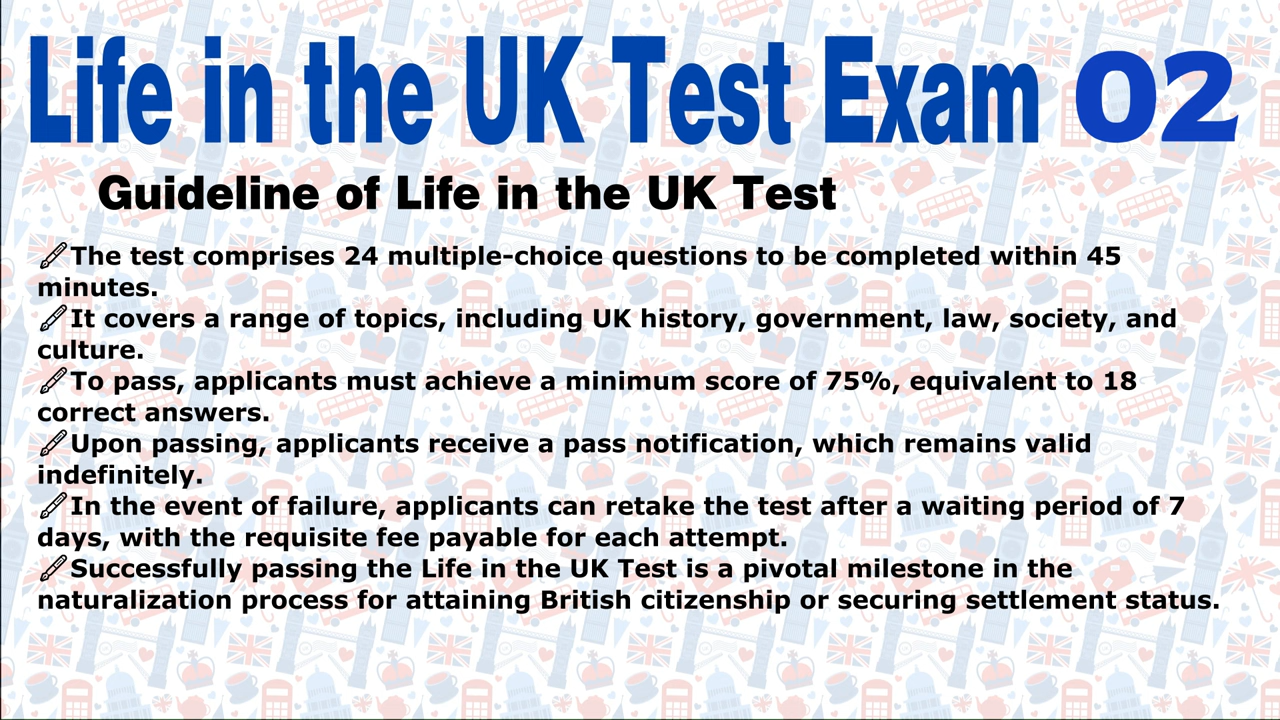 Life in the UK Test Exam 02
Guideline of Life in the UK Test
🖌The test comprises 24 multiple-choice questions to be completed within 45
minutes.
🖌It covers a range of topics, including UK history, government, law, society, and
culture.
🖌To pass, applicants must achieve a minimum score of 75%, equivalent to 18
correct answers.
🖌Upon passing, applicants receive a pass notification, which remains valid
indefinitely.
🖌In the event of failure, applicants can retake the test after a waiting period of 7
days, with the requisite fee payable for each attempt.
🖌Successfully passing the Life in the UK Test is a pivotal milestone in the
naturalization process for attaining British citizenship or securing settlement status.